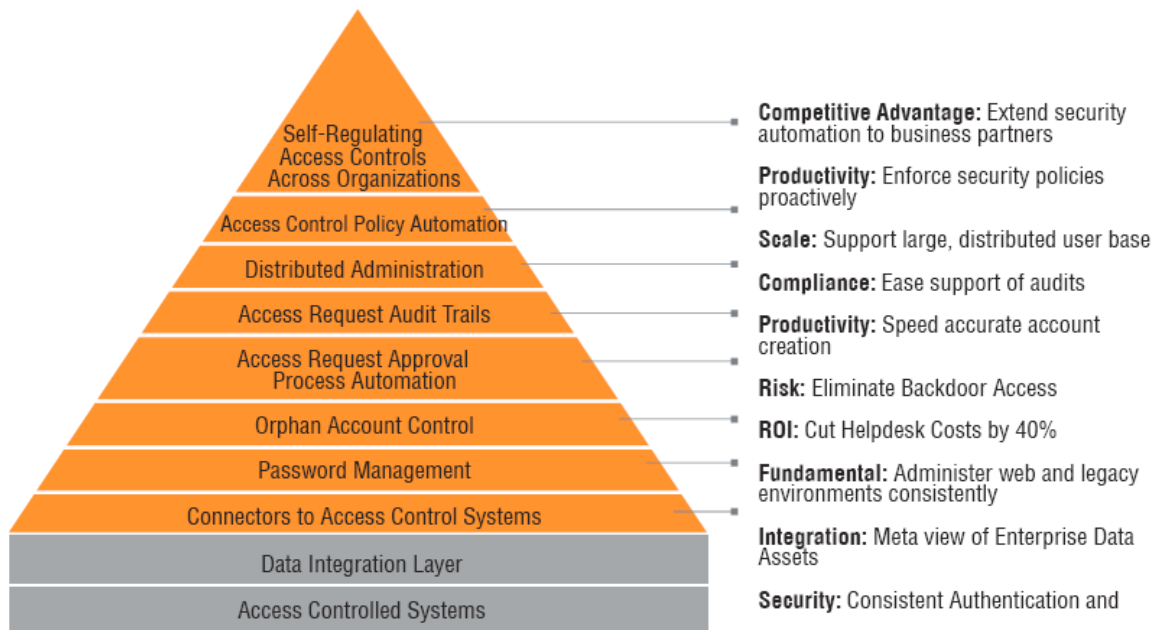 Self-Regulating
Access Controls
Across Organizations
Access Control Policy Automation
Distributed Administration
Access Request Audit Trails
Access Request Approval
Process Automation
Orphan Account Control
Password Management
Connectors to Access Control Systems
Data Integration Layer
Access Controlled Systems
Competitive Advantage: Extend security
automation to business partners
Productivity: Enforce security policies
proactively
Scale: Support large, distributed user base
Compliance: Ease support of audits
Productivity: Speed accurate account
creation
Risk: Eliminate Backdoor Access
ROI: Cut Helpdesk Costs by 40%
Fundamental: Administer web and legacy
environments consistently
Integration: Meta view of Enterprise Data
Assets
Security: Consistent Authentication and